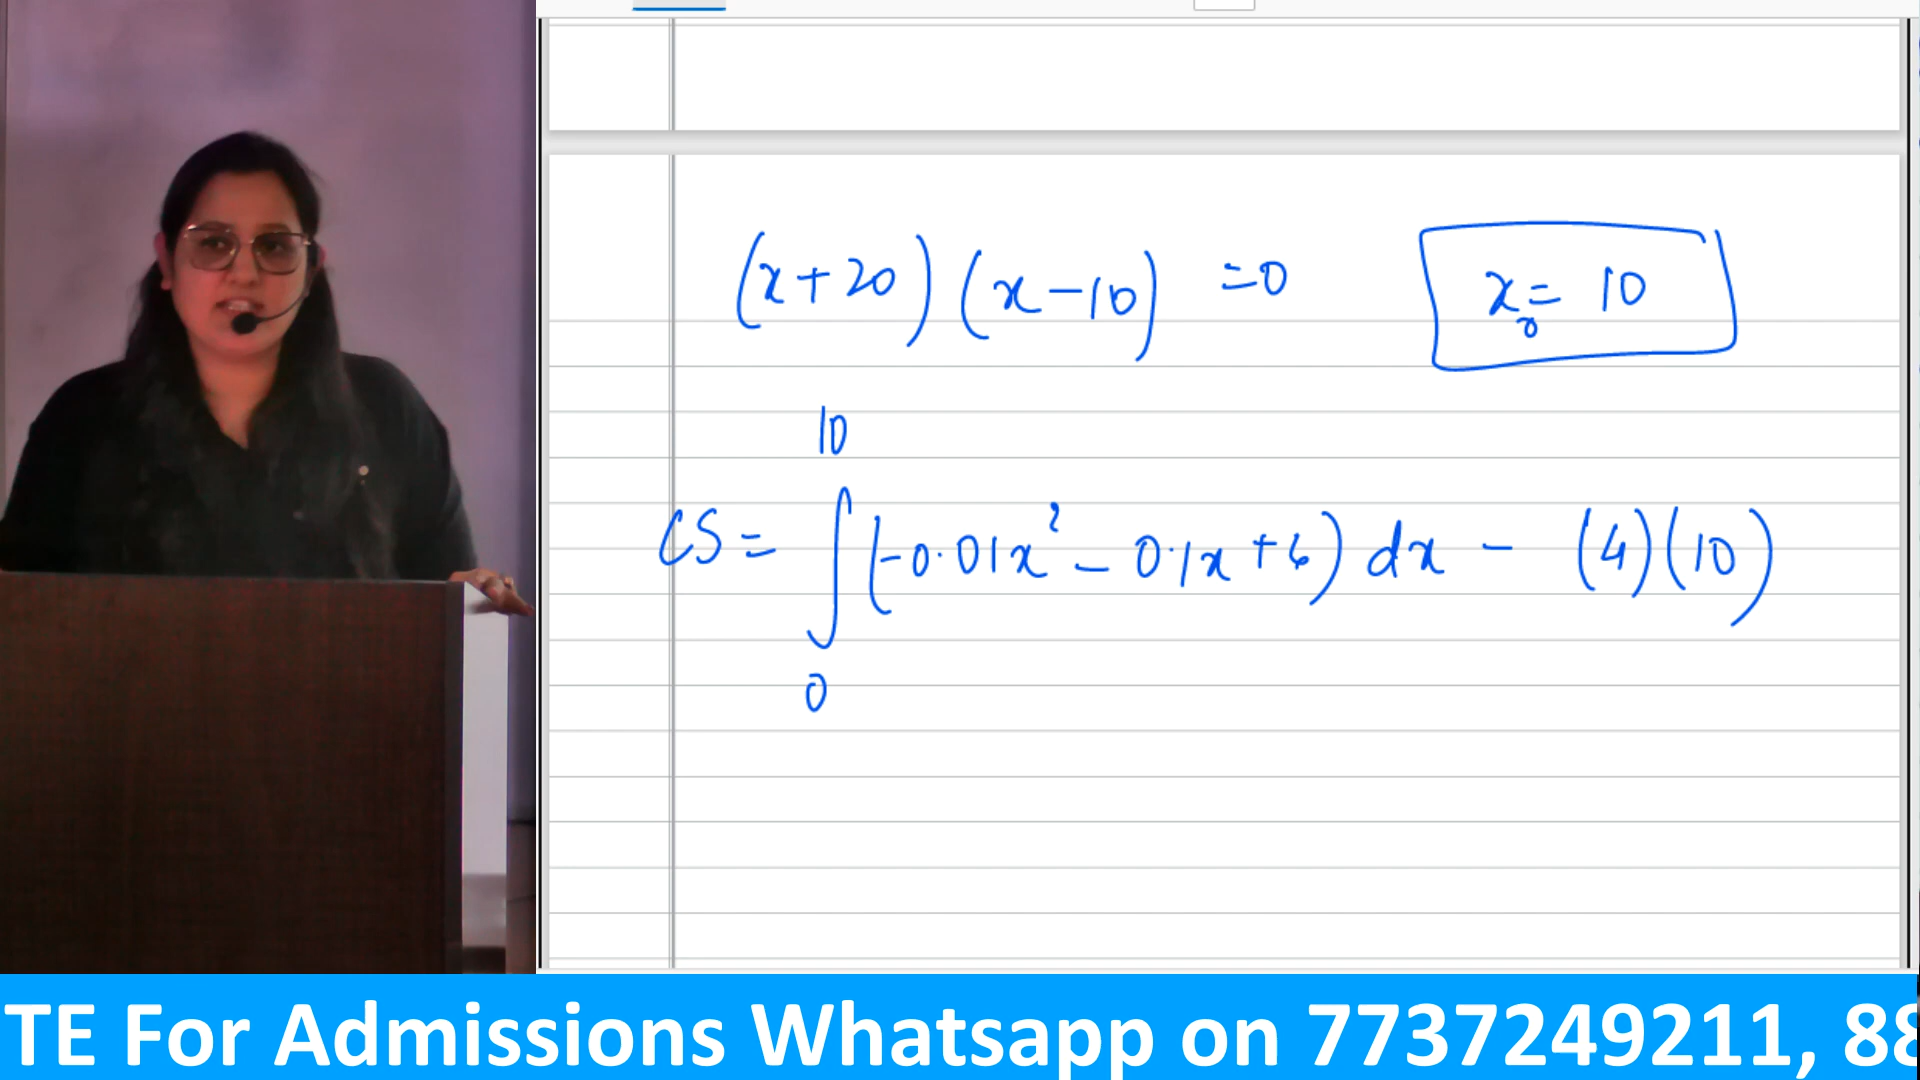 (x+20) (x-10) =0
x₀ = 10
10
CS = ∫ (-0.01x² - 0.1x + 6) dx - (4)(10)
0
TE For Admissions Whatsapp on 7737249211, 88